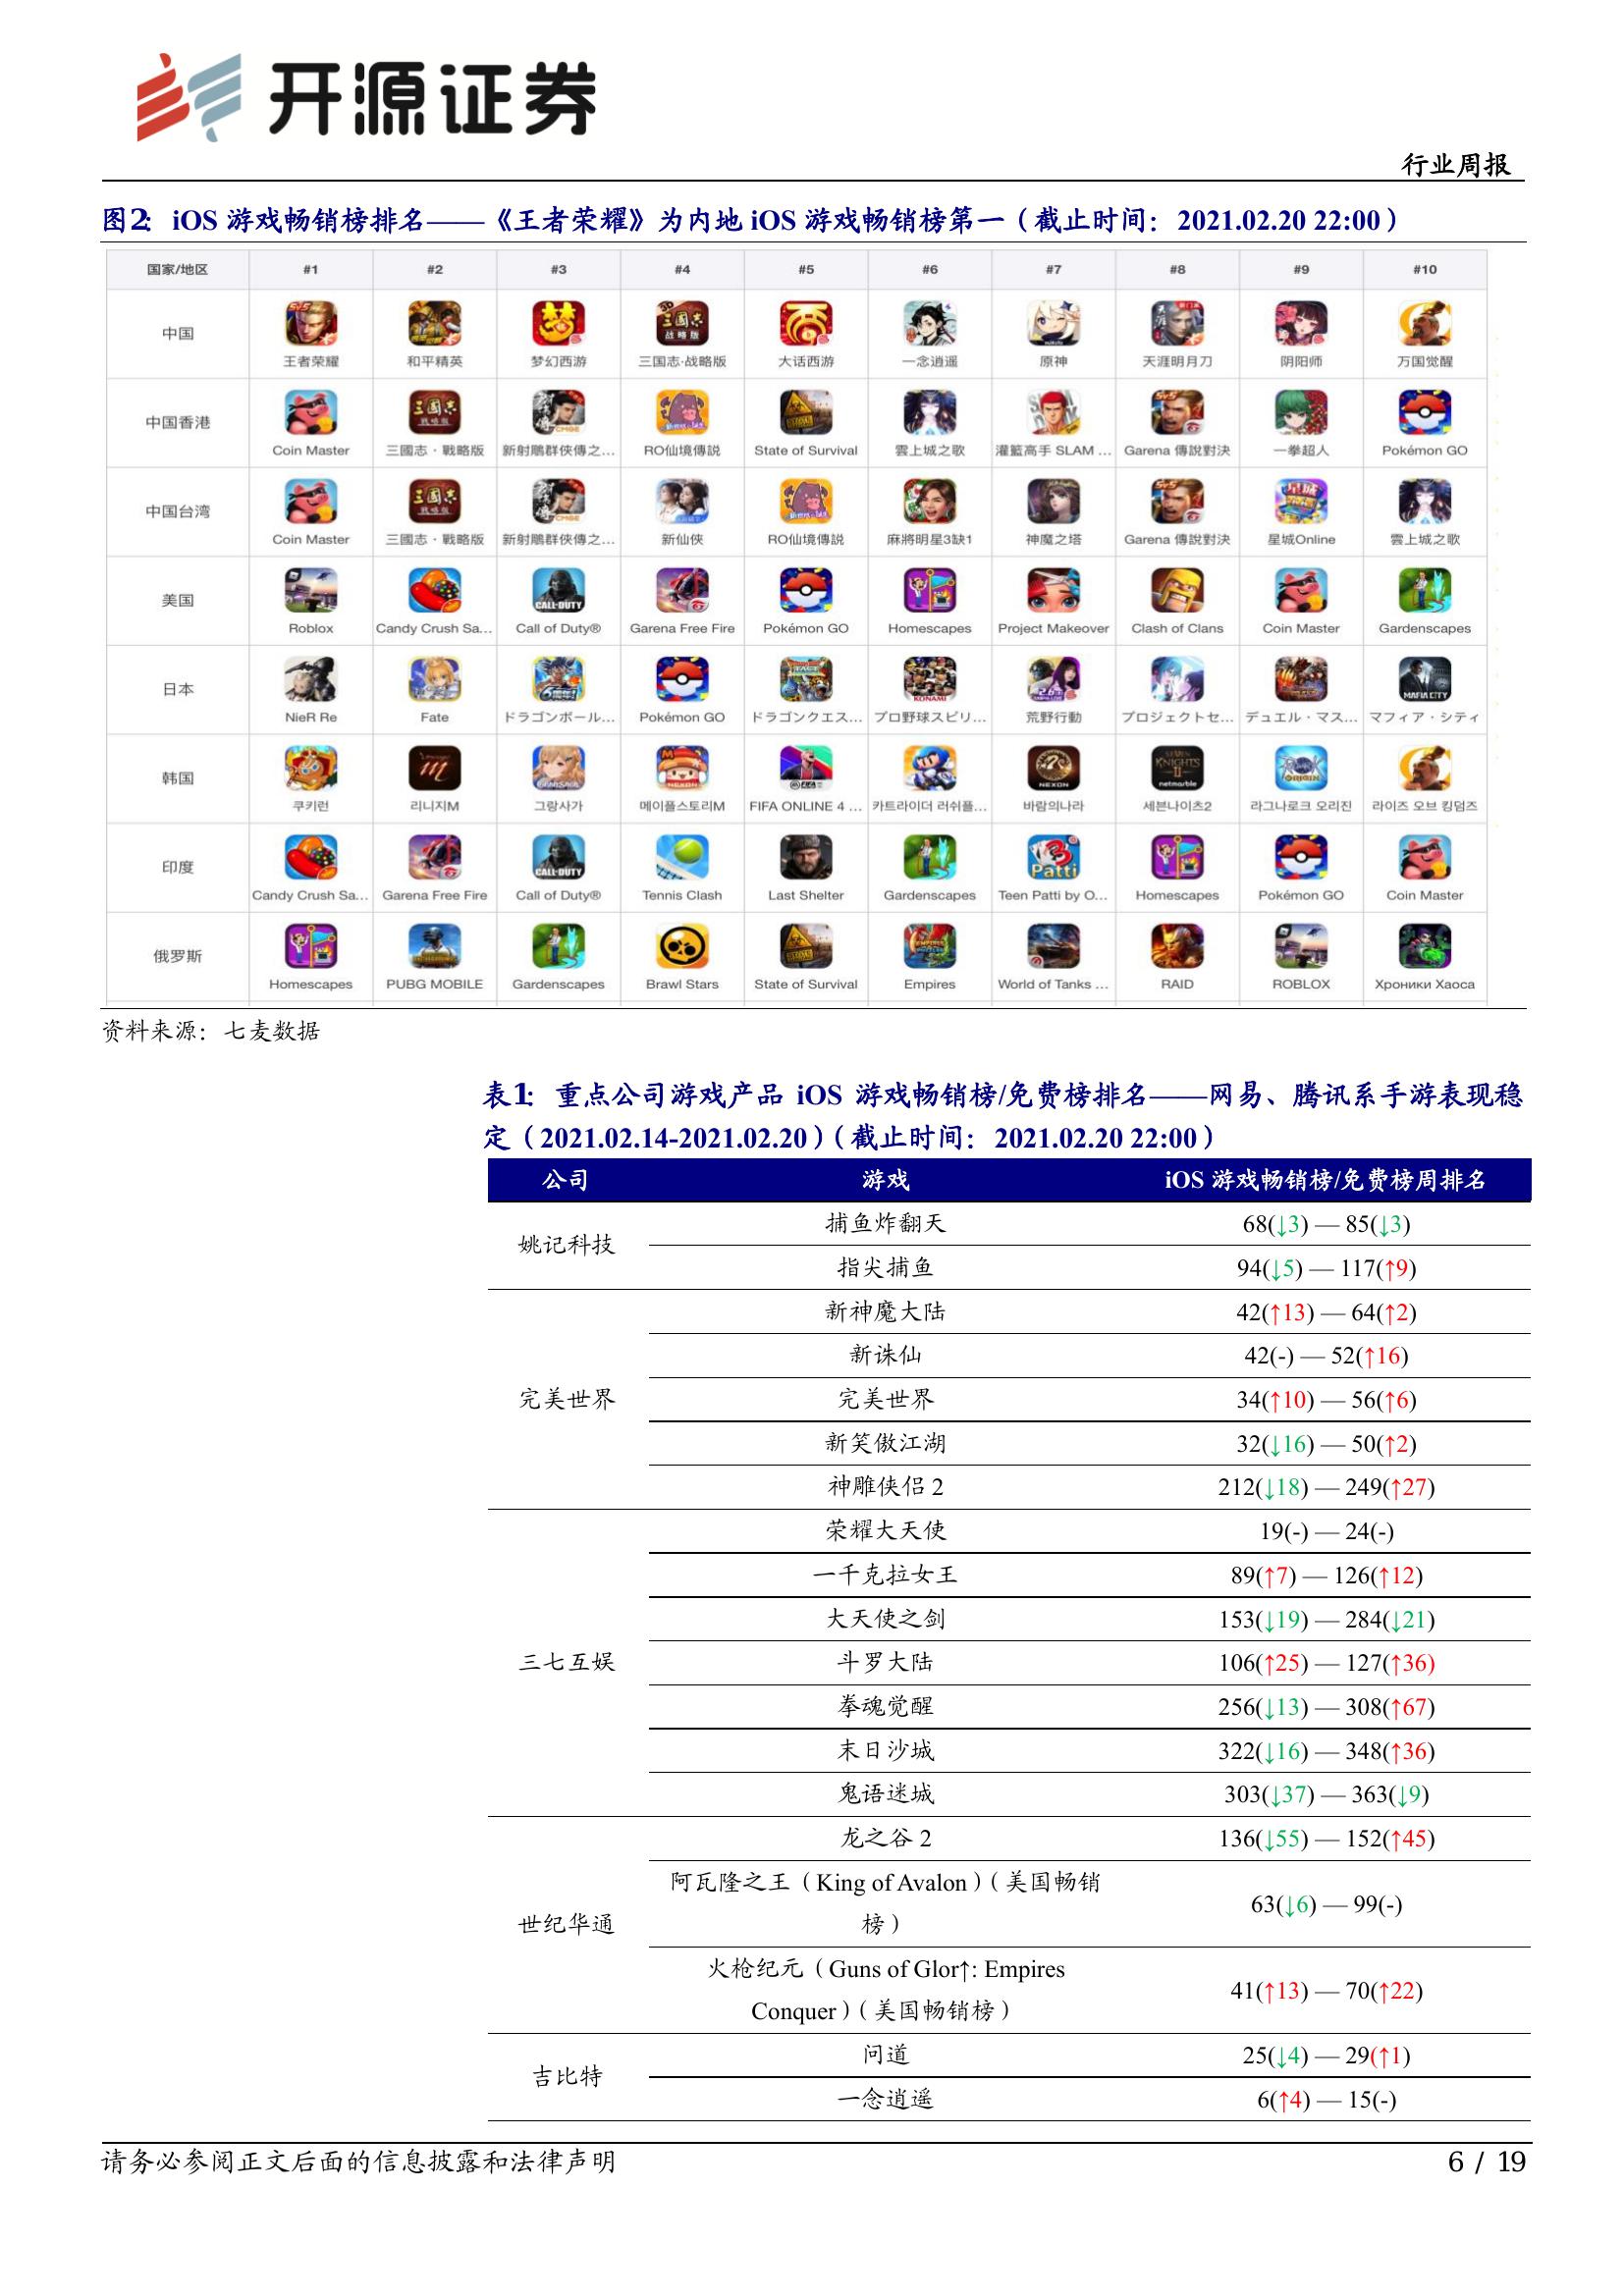 开源证券
行业周报
图2: iOS 游戏畅销榜排名——《王者荣耀》为内地 iOS 游戏畅销榜第一（截止时间：2021.02.20 22:00）
国家/地区 #1 #2 #3 #4 #5 #6 #7 #8 #9 #10
中国 王者荣耀 和平精英 梦幻西游 三国志·战略版 大话西游 一念逍遥 原神 天涯明月刀 阴阳师 万国觉醒
中国香港 Coin Master 三國志・戰略版 新射鵰群俠傳之... RO仙境傳説 State of Survival 雲上城之歌 灌籃高手 SLAM ... Garena 傳說對決 一拳超人 Pokémon GO
中国台湾 Coin Master 三國志・戰略版 新射鵰群俠傳之... 新仙俠 RO仙境傳説 麻將明星3缺1 神魔之塔 Garena 傳說對決 星城Online 雲上城之歌
美国 Roblox Candy Crush Sa... Call of Duty® Garena Free Fire Pokémon GO Homescapes Project Makeover Clash of Clans Coin Master Gardenscapes
日本 NieR Re Fate ドラゴンボール... Pokémon GO ドラゴンクエス... プロ野球スピリ... 荒野行動 プロジェクトセ... デュエル・マス... マフィア・シティ
韩国 쿠키런 리니지M 그랑사가 메이플스토리M FIFA ONLINE 4 ... 카트라이더 러쉬플... 바람의나라 세븐나이츠2 라그나로크 오리진 라이즈 오브 킹덤즈
印度 Candy Crush Sa... Garena Free Fire Call of Duty® Tennis Clash Last Shelter Gardenscapes Teen Patti by O... Homescapes Pokémon GO Coin Master
俄罗斯 Homescapes PUBG MOBILE Gardenscapes Brawl Stars State of Survival Empires World of Tanks ... RAID ROBLOX Хроники Хаоса
资料来源：七麦数据
表1: 重点公司游戏产品 iOS 游戏畅销榜/免费榜排名——网易、腾讯系手游表现稳
定（2021.02.14-2021.02.20）（截止时间：2021.02.20 22:00）
公司 游戏 iOS 游戏畅销榜/免费榜周排名
姚记科技
捕鱼炸翻天 68(↓3) — 85(↓3)
指尖捕鱼 94(↓5) — 117(↑9)
完美世界
新神魔大陆 42(↑13) — 64(↑2)
新诛仙 42(-) — 52(↑16)
完美世界 34(↑10) — 56(↑6)
新笑傲江湖 32(↓16) — 50(↑2)
神雕侠侣 2 212(↓18) — 249(↑27)
三七互娱
荣耀大天使 19(-) — 24(-)
一千克拉女王 89(↑7) — 126(↑12)
大天使之剑 153(↓19) — 284(↓21)
斗罗大陆 106(↑25) — 127(↑36)
拳魂觉醒 256(↓13) — 308(↑67)
末日沙城 322(↓16) — 348(↑36)
鬼语迷城 303(↓37) — 363(↓9)
世纪华通
龙之谷 2 136(↓55) — 152(↑45)
阿瓦隆之王（King of Avalon）（美国畅销
榜） 63(↓6) — 99(-)
火枪纪元（Guns of Glor↑: Empires
Conquer）（美国畅销榜） 41(↑13) — 70(↑22)
吉比特
问道 25(↓4) — 29(↑1)
一念逍遥 6(↑4) — 15(-)
请务必参阅正文后面的信息披露和法律声明
6 / 19